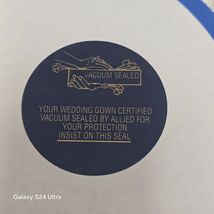 VACUUM SEALED
YOUR WEDDING GOWN CERTIFIED
VACUUM SEALED BY ALLIED FOR
YOUR PROTECTION
INSIST ON THIS SEAL
Galaxy S24 Ultra